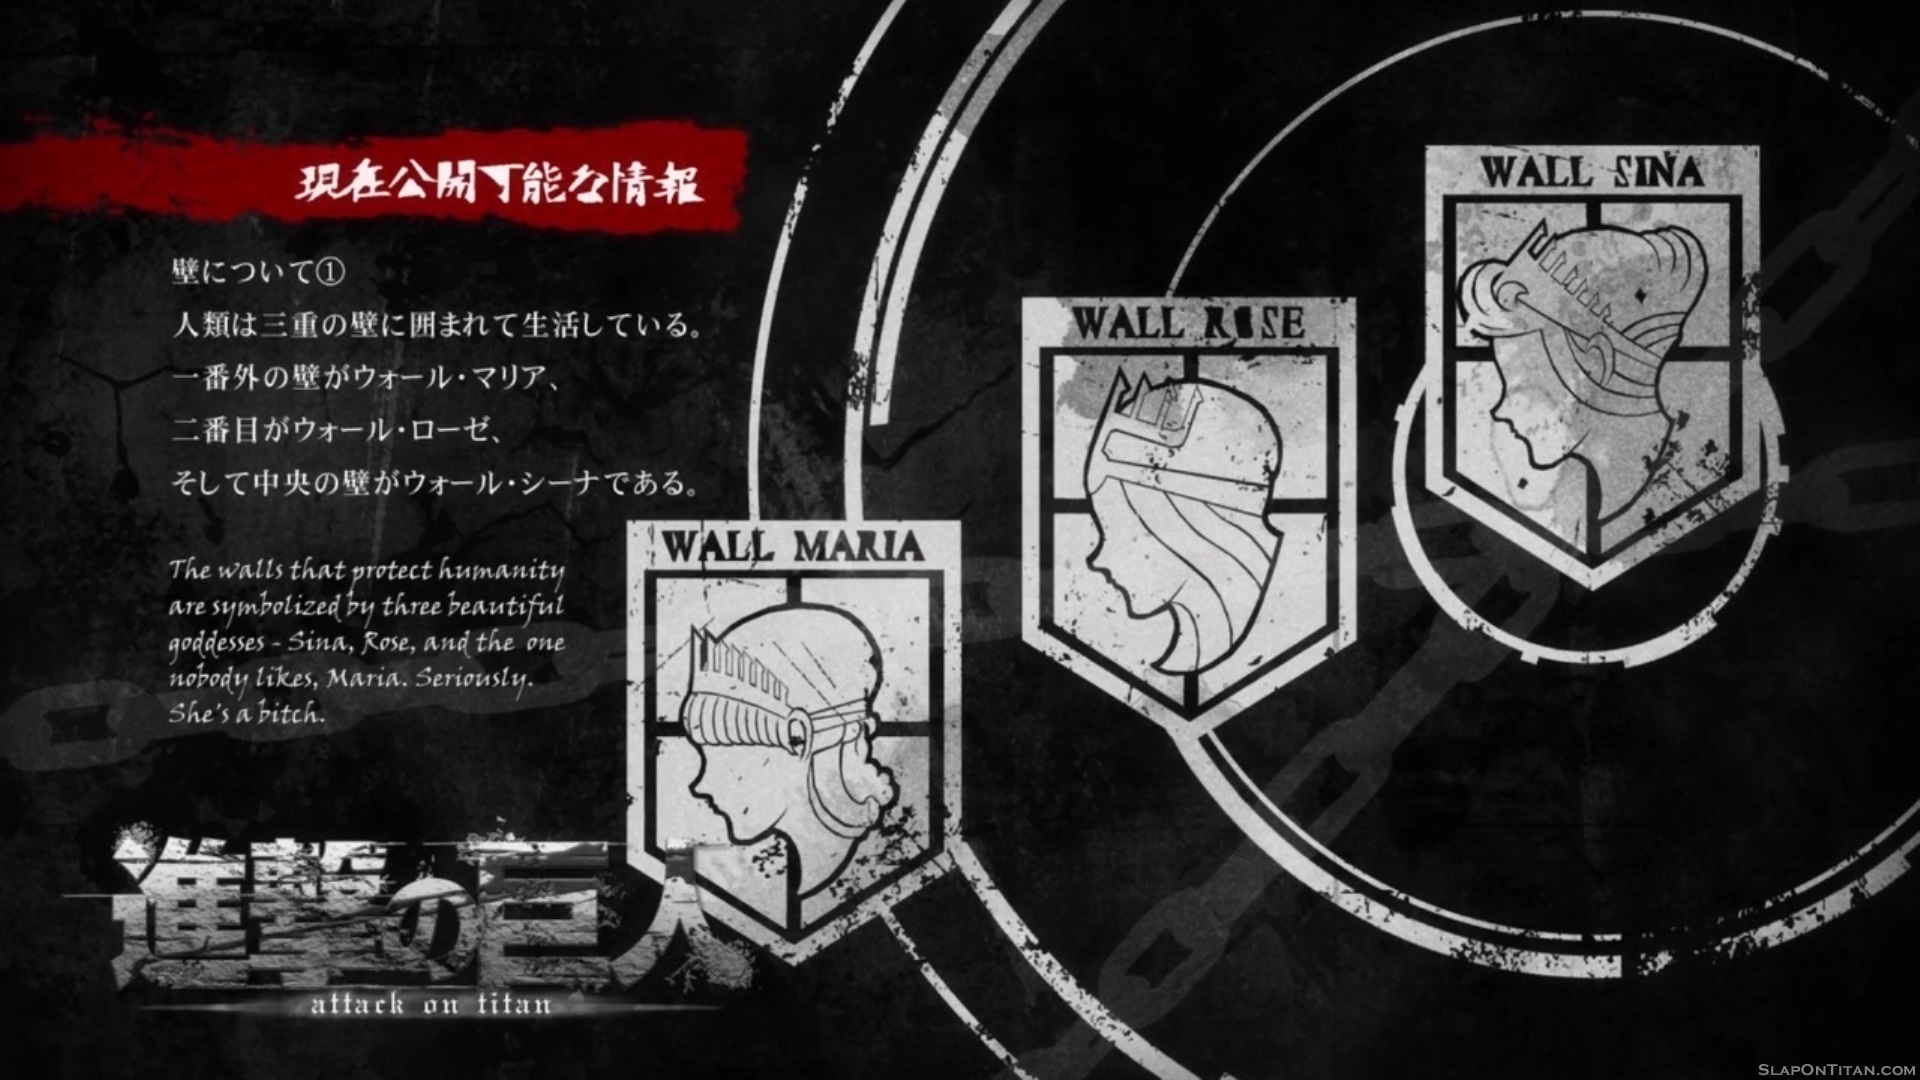 現在公開可能な情報
壁について①
人類は三重の壁に囲まれて生活している。
一番外の壁がウォール・マリア、
二番目がウォール・ローゼ、
そして中央の壁がウォール・シーナである。
The walls that protect humanity
are symbolized by three beautiful
goddesses - Sina, Rose, and the one
nobody likes, Maria. Seriously.
She's a bitch.
WALL MARIA
WALL ROSE
WALL SINA
進撃の巨人
attack on titan
SLAPONTITAN.COM